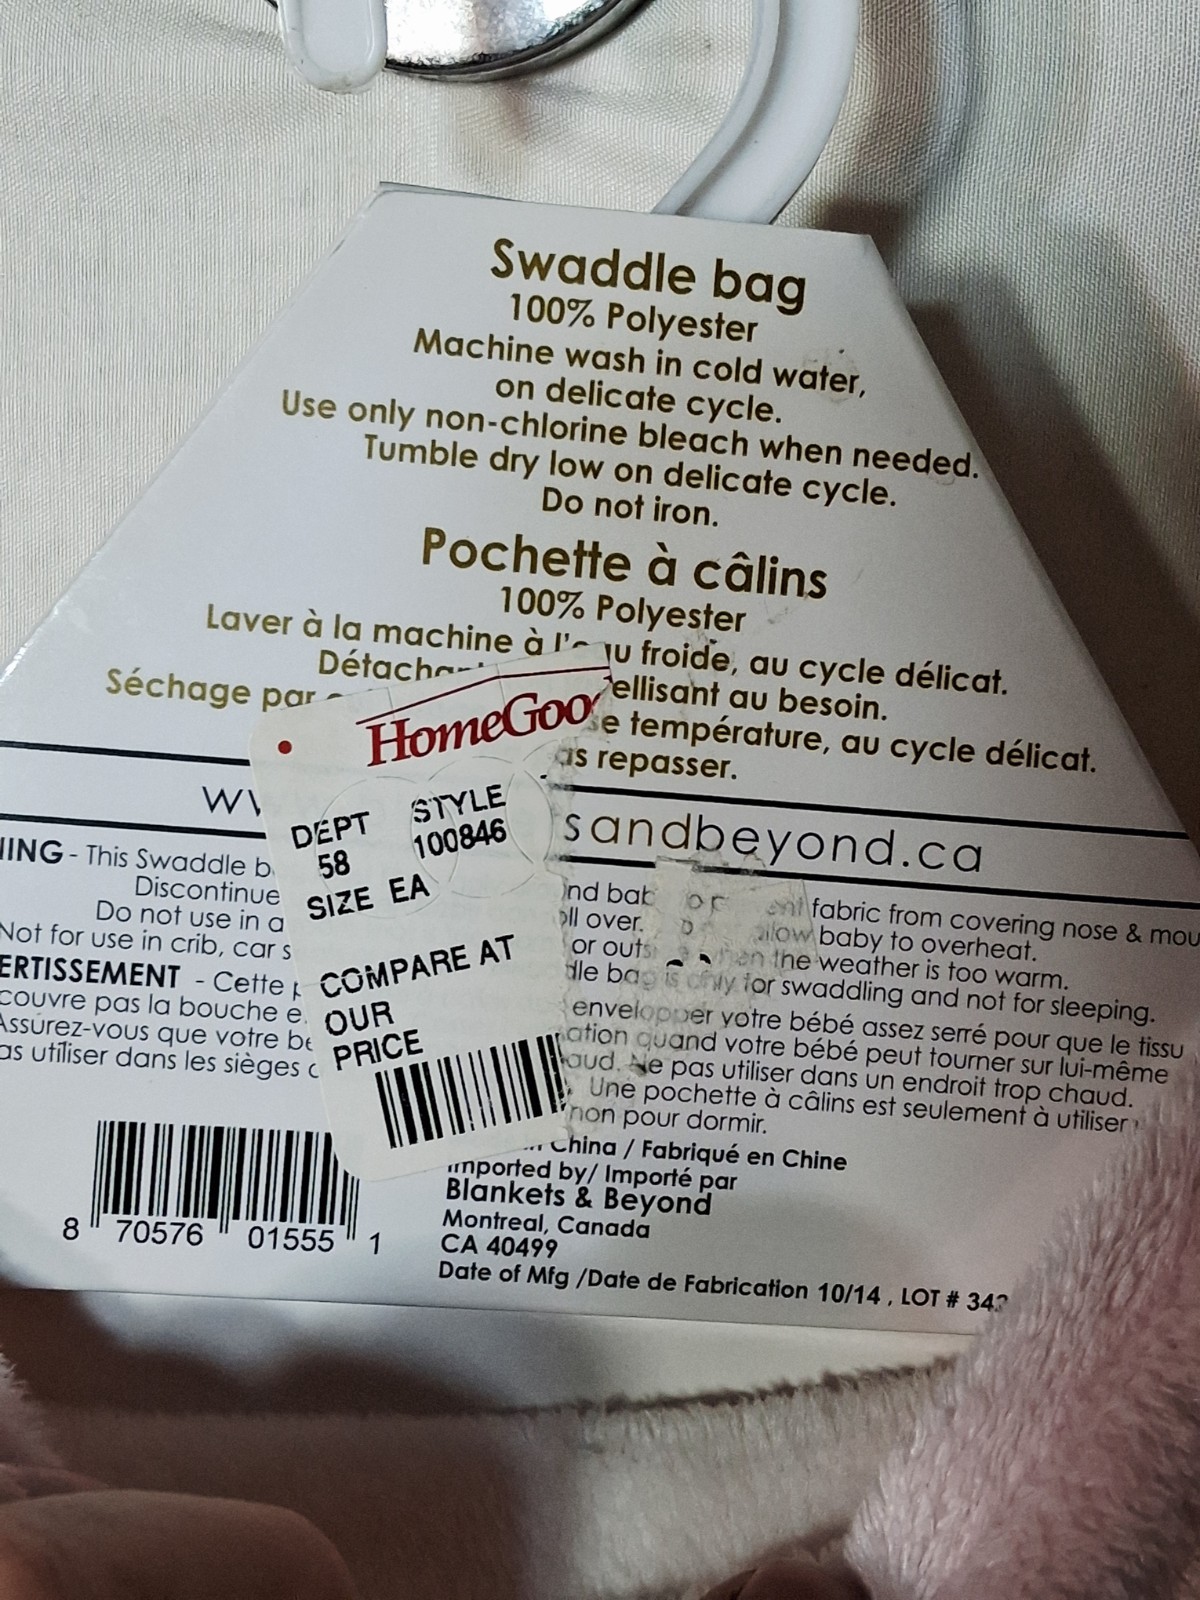 Swaddle bag
100% Polyester
Machine wash in cold water,
on delicate cycle.
Use only non-chlorine bleach when needed.
Tumble dry low on delicate cycle.
Do not iron.
Pochette à câlins
100% Polyester
Laver à la machine à froide, au cycle délicat.
au besoin.
Séchage par température, au cycle délicat.
repasser.
sandbeyond.ca
- This Swaddle
Discontinue
Do not use in a
fabric from covering nose &
over. baby to overheat.
Not for use in crib, car
or the weather is too warm.
bag is only for swaddling and not for sleeping.
- Cette
couvre pas la bouche
envelopper votre bébé assez serré pour que le tissu
Assurez-vous que votre
quand votre bébé peut tourner sur lui-même
utiliser dans les sièges
Ne pas utiliser dans un endroit trop chaud.
Une pochette à câlins est seulement à utiliser
non pour dormir.
HomeGoo
DEPT STYLE
58 100846
SIZE EA
COMPARE AT
OUR
PRICE
China / Fabriqué en Chine
Imported by/ Importé par
Blankets & Beyond
Montreal, Canada
CA 40499
Date of Mfg /Date de Fabrication 10/14 , LOT #
8 70576 01555 1